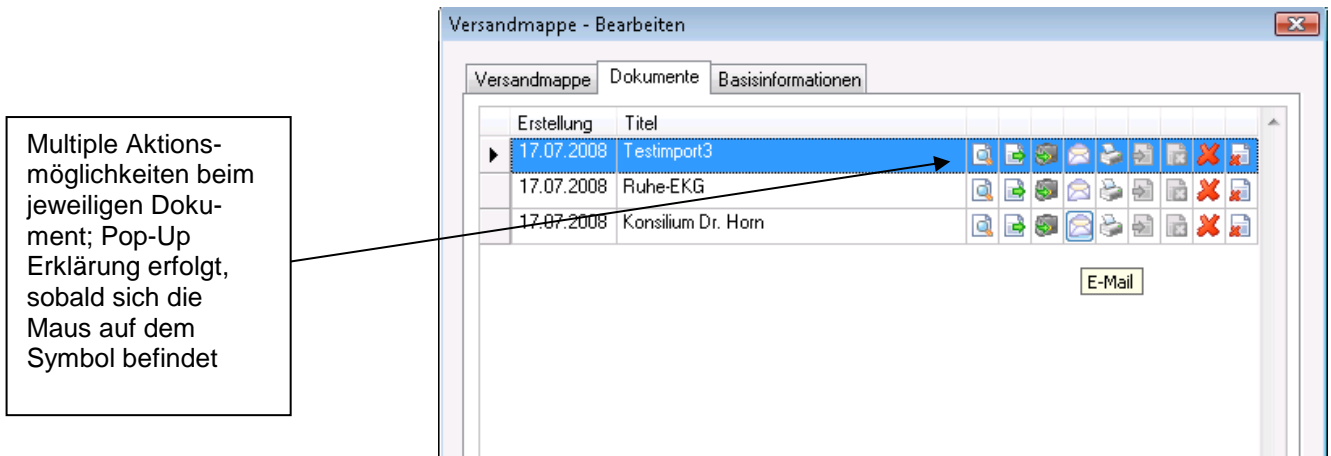 Versandmappe - Bearbeiten
Versandmappe Dokumente Basisinformationen
Multiple Aktions-
möglichkeiten beim
jeweiligen Doku-
ment; Pop-Up
Erklärung erfolgt,
sobald sich die
Maus auf dem
Symbol befindet
Erstellung Titel
17.07.2008 Testimport3
17.07.2008 Ruhe-EKG
17.07.2008 Konsilium Dr. Horn
E-Mail